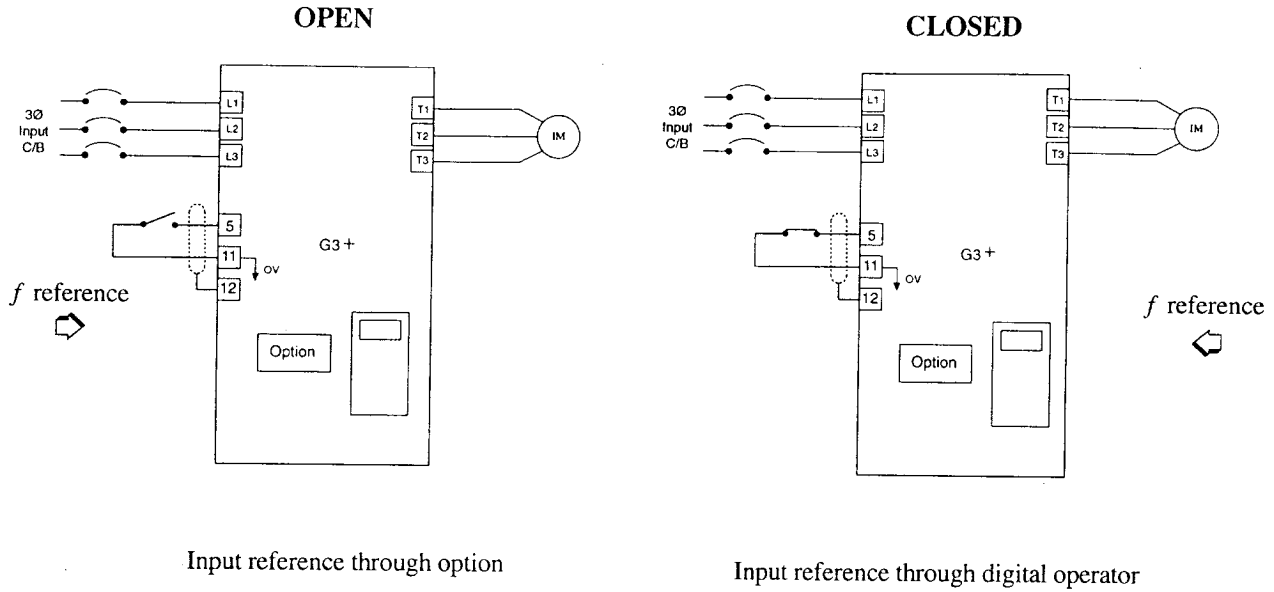 OPEN
3Ø
Input
C/B
L1
L2
L3
T1
T2
T3
IM
5
11
12
OV
G3+
f reference
Option
Input reference through option
CLOSED
3Ø
Input
C/B
L1
L2
L3
T1
T2
T3
IM
5
11
12
OV
G3+
f reference
Option
Input reference through digital operator